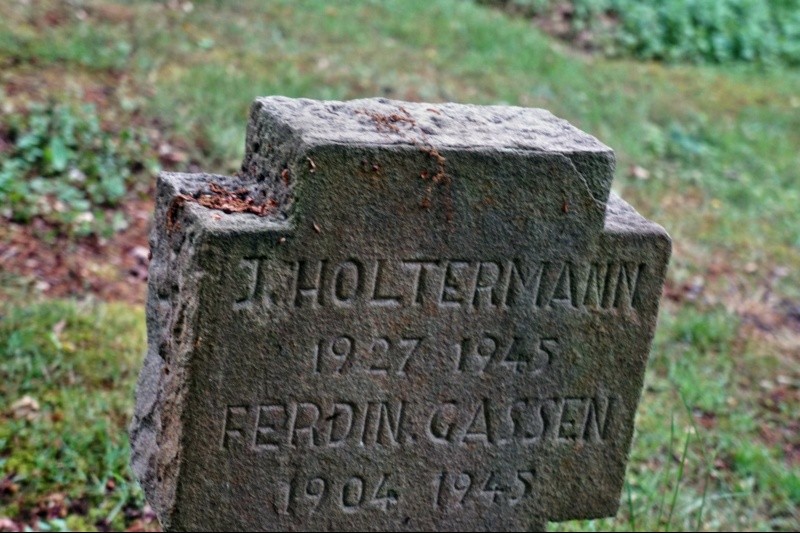 J. HOLTERMANN
1927 1945
FERDIN. GASSEN
1904 1945